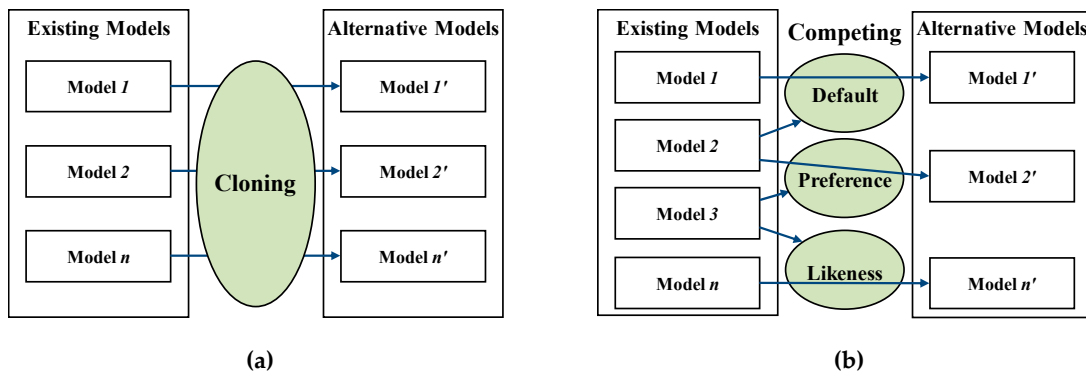 Existing Models
Alternative Models
Model 1
Model 1'
Model 2
Cloning
Model 2'
Model n
Model n'
(a)
Existing Models
Competing
Alternative Models
Model 1
Default
Model 1'
Model 2
Preference
Model 2'
Model 3
Model n
Likeness
Model n'
(b)